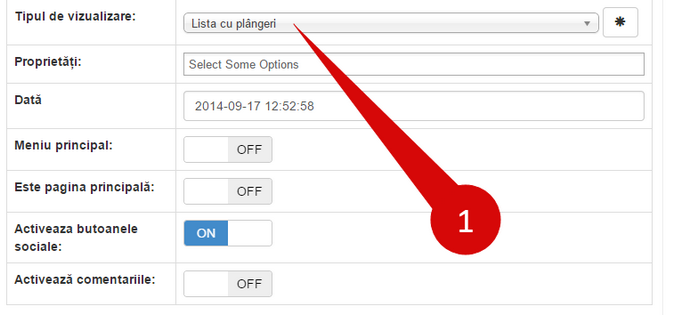 Tipul de vizualizare:
Lista cu plângeri
Proprietăți:
Select Some Options
Dată
2014-09-17 12:52:58
Meniu principal:
OFF
Este pagina principală:
OFF
Activeaza butoanele
sociale:
ON
Activează comentariile:
OFF
1